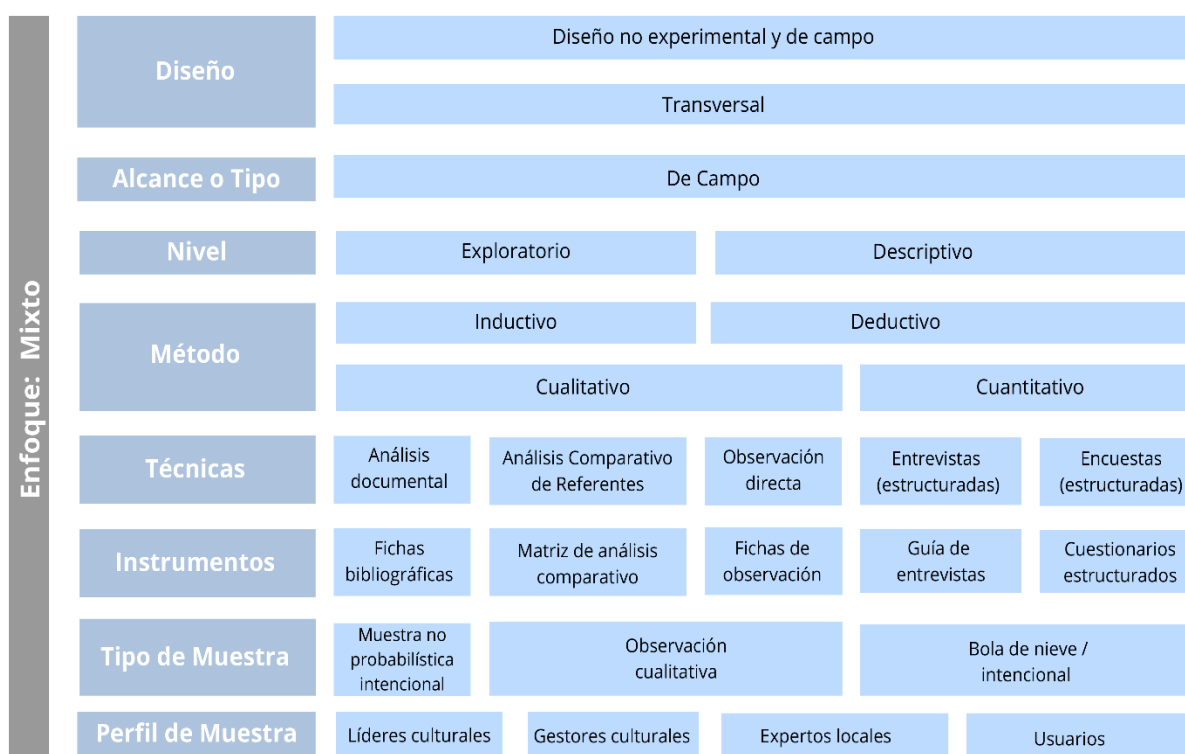 Enfoque: Mixto
Diseño
Diseño no experimental y de campo
Transversal
Alcance o Tipo
De Campo
Nivel
Exploratorio
Descriptivo
Método
Inductivo
Deductivo
Cualitativo
Cuantitativo
Técnicas
Análisis
documental
Análisis Comparativo
de Referentes
Observación
directa
Entrevistas
(estructuradas)
Encuestas
(estructuradas)
Instrumentos
Fichas
bibliográficas
Matriz de análisis
comparativo
Fichas de
observación
Guía de
entrevistas
Cuestionarios
estructurados
Tipo de Muestra
Muestra no
probabilística
intencional
Observación
cualitativa
Bola de nieve /
intencional
Perfil de Muestra
Líderes culturales
Gestores culturales
Expertos locales
Usuarios